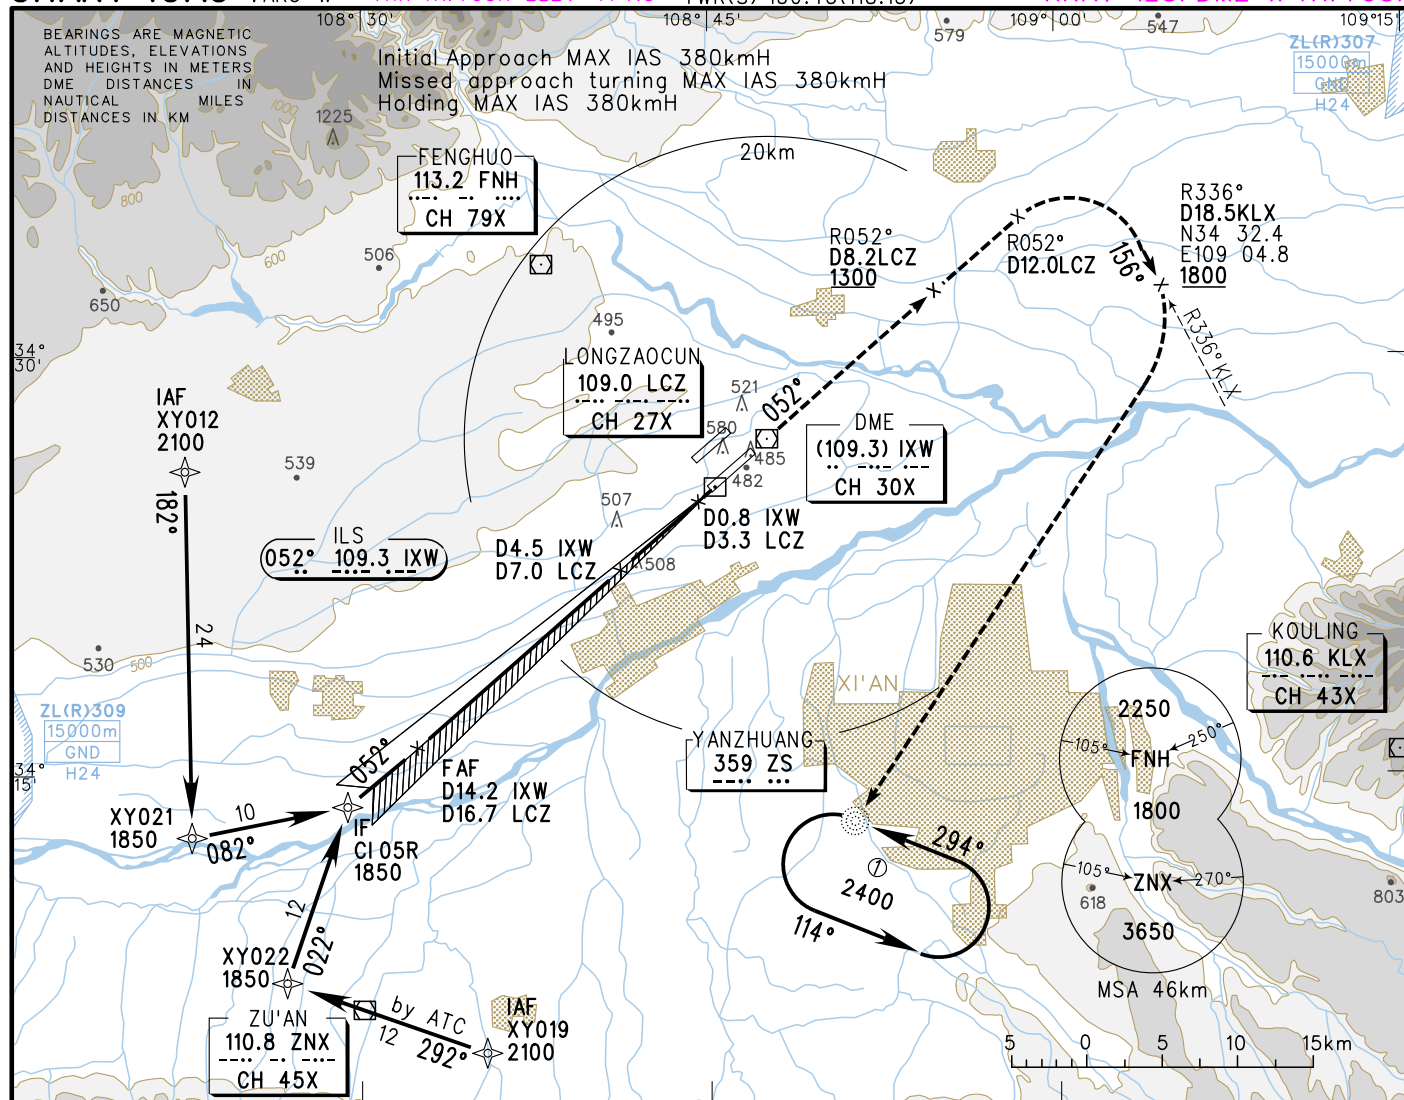 108° 30'
108° 45'
109° 00'
109° 15'
BEARINGS ARE MAGNETIC
ALTITUDES, ELEVATIONS
AND HEIGHTS IN METERS
DME DISTANCES IN
NAUTICAL MILES
DISTANCES IN KM
Initial Approach MAX IAS 380kmH
Missed approach turning MAX IAS 380kmH
Holding MAX IAS 380kmH
579
547
ZL(R)307
15000m
GND
H24
1000
1225
800
600
20km
FENGHUO
113.2 FNH
CH 79X
506
650
R052°
D8.2LCZ
1300
R052°
D12.0LCZ
156°
R336°
D18.5KLX
N34 32.4
E109 04.8
1800
R336° KLX
34°
30'
495
LONGZAOCUN
109.0 LCZ
CH 27X
521
580
485
482
052°
DME
(109.3) IXW
CH 30X
IAF
XY012
2100
539
182°
507
ILS
052° 109.3 IXW
D4.5 IXW
D7.0 LCZ
508
D0.8 IXW
D3.3 LCZ
24
530
500
ZL(R)309
15000m
GND
H24
34°
15'
XI'AN
KOULING
110.6 KLX
CH 43X
YANZHUANG
359 ZS
052°
FAF
D14.2 IXW
D16.7 LCZ
XY021
1850
10
082°
IF
CI05R
1850
2250
105°
FNH
250°
1800
105°
ZNX
270°
3650
MSA 46km
618
803
294°
1
2400
114°
12
022°
XY022
1850
ZU'AN
110.8 ZNX
CH 45X
by ATC
12
292°
IAF
XY019
2100
5 0 5 10 15km